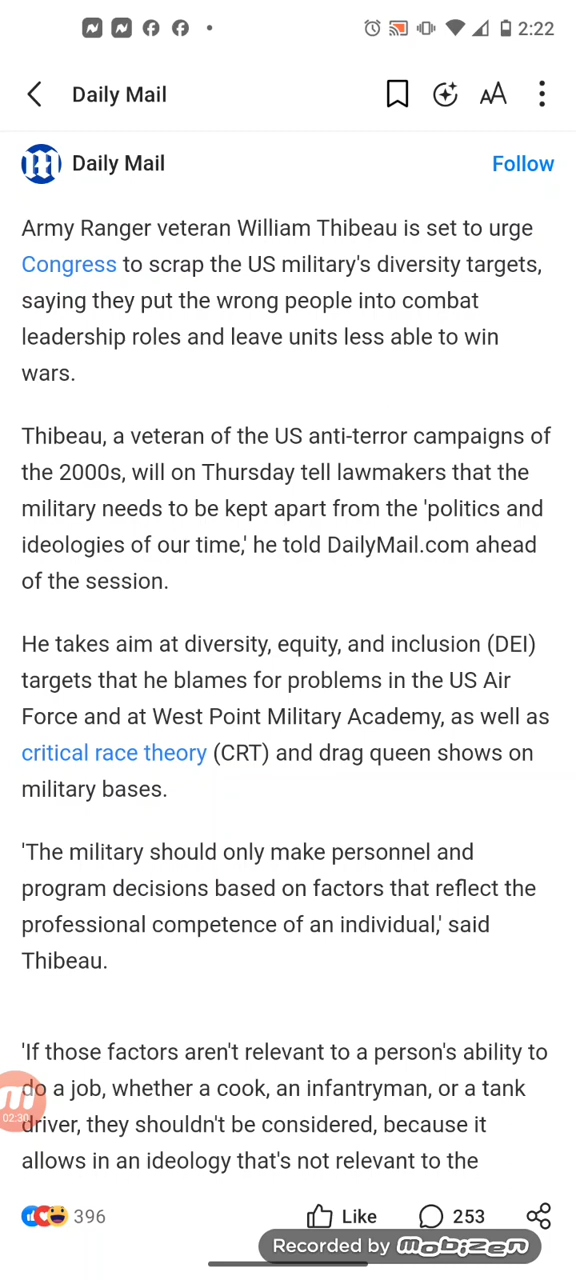 2:22
Daily Mail
AA
Daily Mail
Follow
Army Ranger veteran William Thibeau is set to urge
Congress to scrap the US military's diversity targets,
saying they put the wrong people into combat
leadership roles and leave units less able to win
wars.
Thibeau, a veteran of the US anti-terror campaigns of
the 2000s, will on Thursday tell lawmakers that the
military needs to be kept apart from the 'politics and
ideologies of our time,' he told DailyMail.com ahead
of the session.
He takes aim at diversity, equity, and inclusion (DEI)
targets that he blames for problems in the US Air
Force and at West Point Military Academy, as well as
critical race theory (CRT) and drag queen shows on
military bases.
'The military should only make personnel and
program decisions based on factors that reflect the
professional competence of an individual,' said
Thibeau.
'If those factors aren't relevant to a person's ability to
do a job, whether a cook, an infantryman, or a tank
driver, they shouldn't be considered, because it
allows in an ideology that's not relevant to the
02:30
396
Like
253
Recorded by mobizen